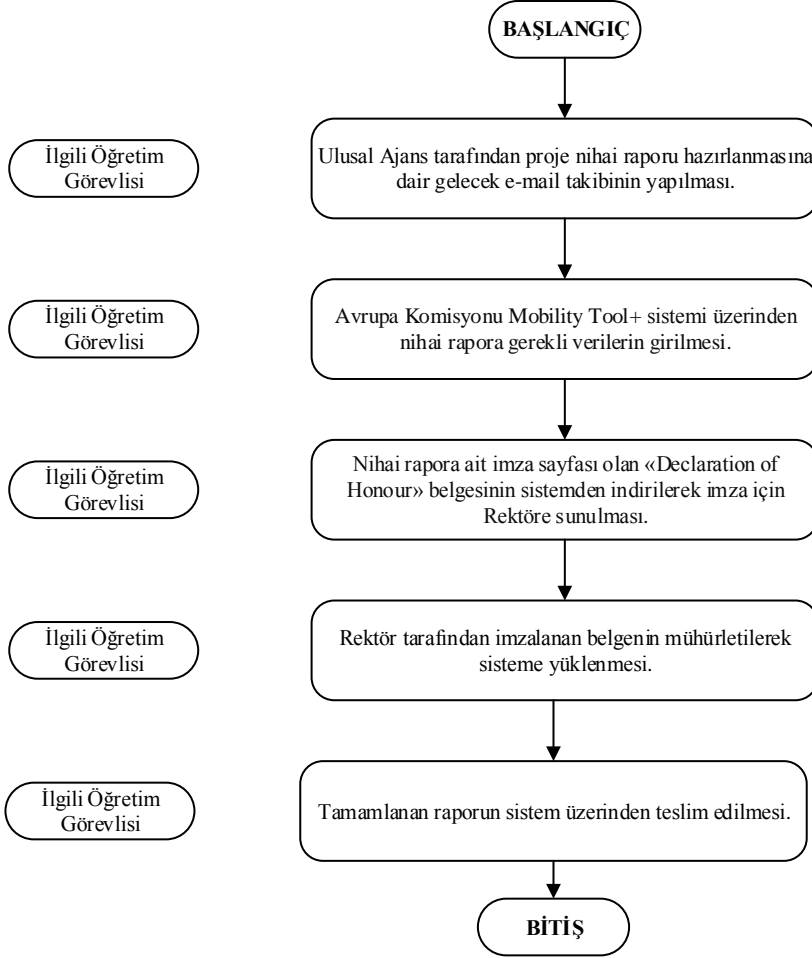 BAŞLANGIÇ
İlgili Öğretim
Görevlisi
Ulusal Ajans tarafından proje nihai raporu hazırlanmasına
dair gelecek e-mail takibinin yapılması.
İlgili Öğretim
Görevlisi
Avrupa Komisyonu Mobility Tool+ sistemi üzerinden
nihai rapora gerekli verilerin girilmesi.
İlgili Öğretim
Görevlisi
Nihai rapora ait imza sayfası olan «Declaration of
Honour» belgesinin sistemden indirilerek imza için
Rektöre sunulması.
İlgili Öğretim
Görevlisi
Rektör tarafından imzalanan belgenin mühürletilerek
sisteme yüklenmesi.
İlgili Öğretim
Görevlisi
Tamamlanan raporun sistem üzerinden teslim edilmesi.
BİTİŞ